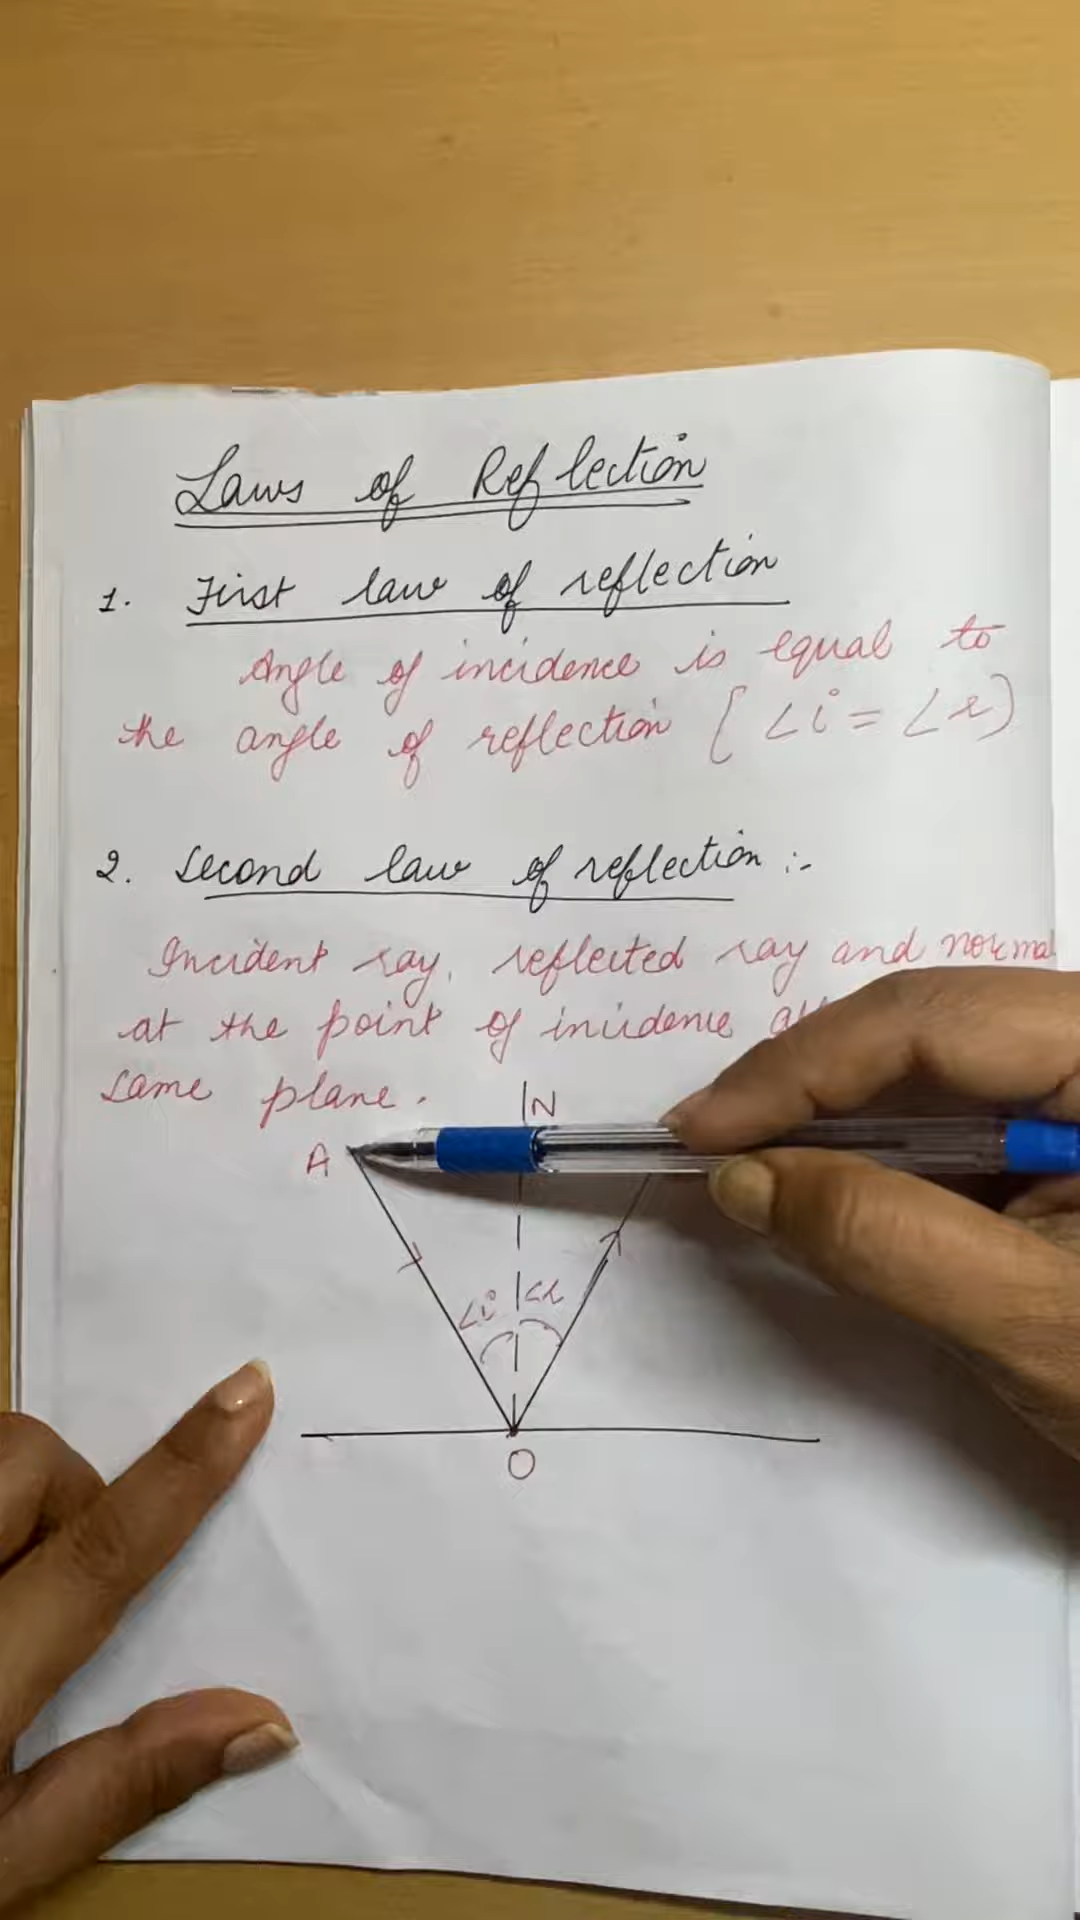 Laws of Reflection
1. First law of reflection
Angle of incidence is equal to
the angle of reflection [∠i = ∠r)
2. Second law of reflection :-
Incident ray, reflected ray and normal
at the point of incidence
same plane.
N
A
∠i ∠r
O